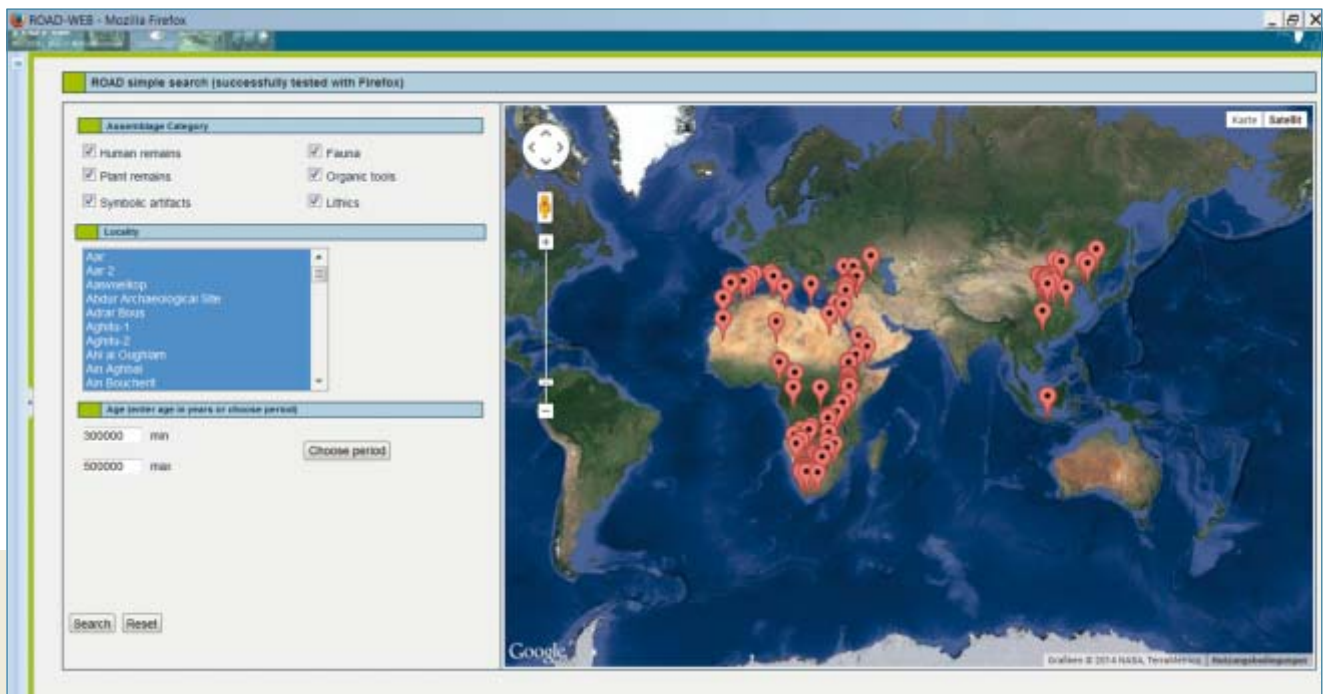 ROAD-WEB - Mozilla Firefox
ROAD simple search (successfully tested with Firefox)
Assemblage Category
Human remains
Fauna
Plant remains
Organic tools
Symbolic artifacts
Lithics
Locality
Aar
Aar 2
Aasvoelkop
Abdur Archaeological Site
Adrar Bous
Aghitu-1
Aghitu-2
Ahl al Oughlam
Ain Aghbal
Ain Boucherit
Age (enter age in years or choose period)
300000 min
Choose period
500000 max
Search Reset
Karte Satellit
Google
Grafiken © 2014 NASA, TerraMetrics Nutzungsbedingungen